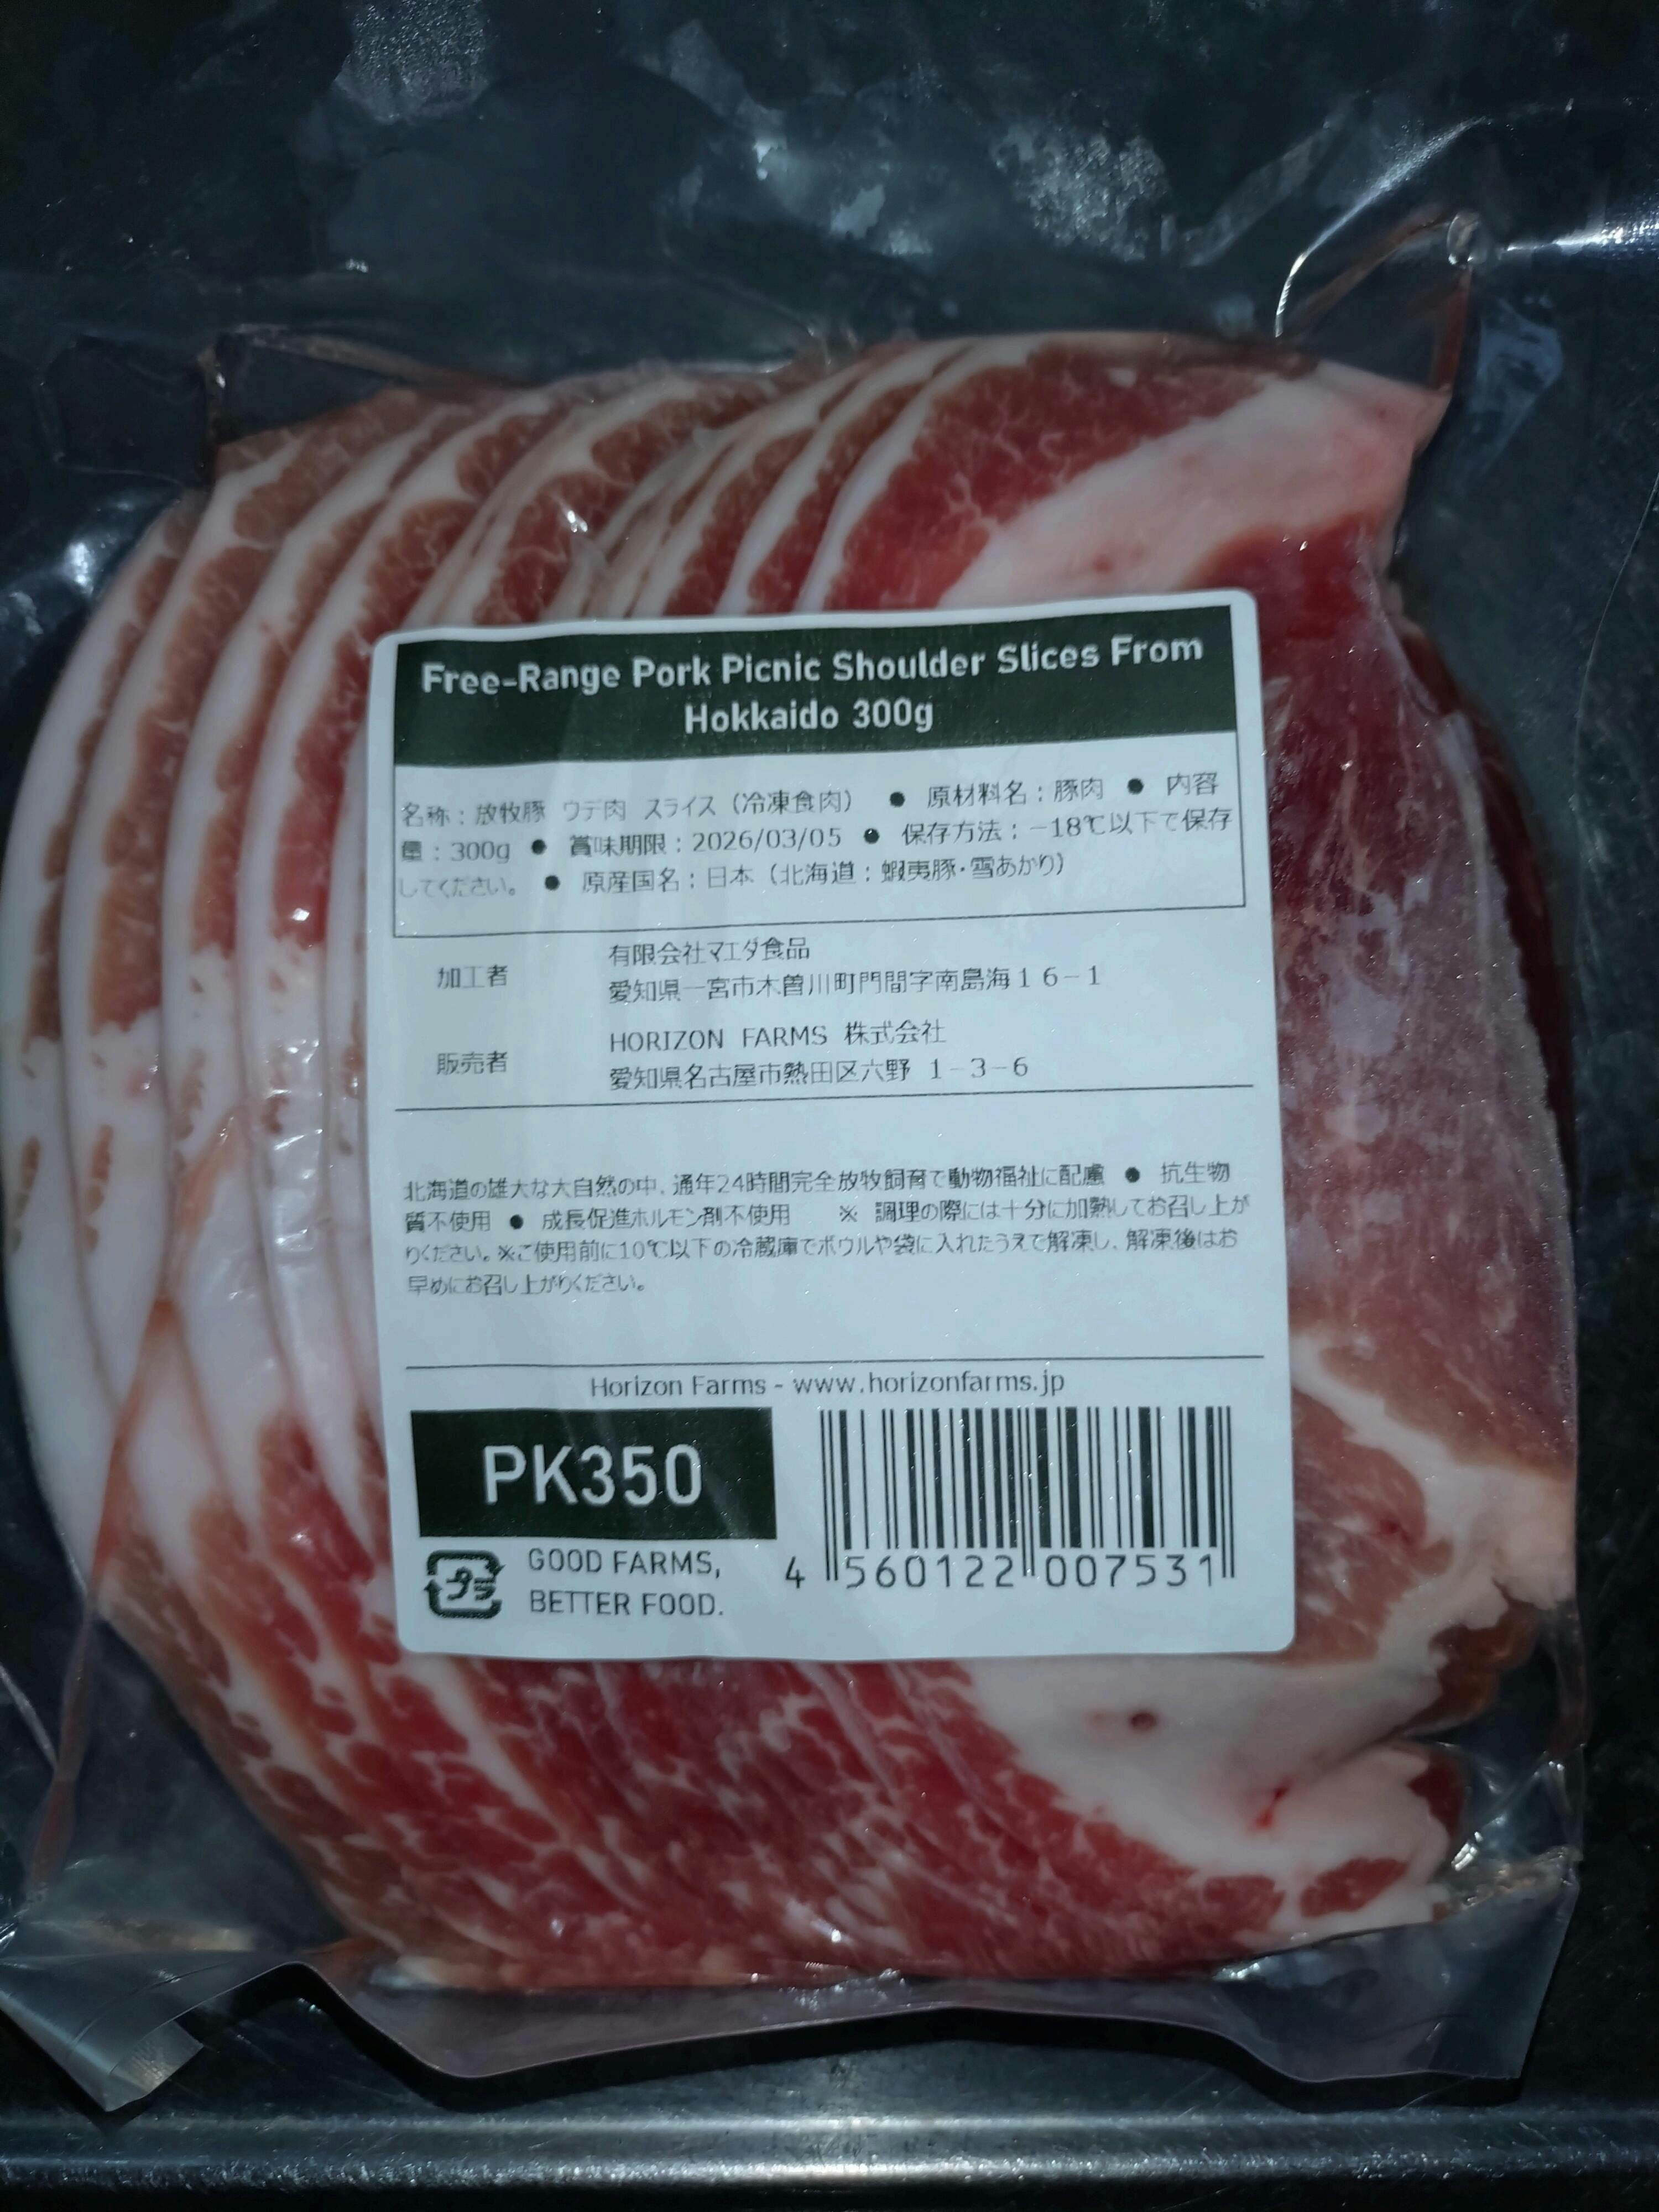 Free-Range Pork Picnic Shoulder Slices From
Hokkaido 300g
名称：放牧豚 ウデ肉 スライス（冷凍食肉） ● 原材料名：豚肉 ● 内容
量：300g ● 賞味期限：2026/03/05 ● 保存方法：−18℃以下で保存
してください。 ● 原産国名：日本（北海道：蝦夷豚・雪あかり）
加工者
有限会社マエダ食品
愛知県一宮市木曽川町門間字南島海１６−１
販売者
HORIZON FARMS 株式会社
愛知県名古屋市熱田区六野 １−３−６
北海道の雄大な大自然の中、通年24時間完全放牧飼育で動物福祉に配慮 ● 抗生物
質不使用 ● 成長促進ホルモン剤不使用 ※ 調理の際には十分に加熱してお召し上が
りください。※ご使用前に10℃以下の冷蔵庫でボウルや袋に入れたうえで解凍し、解凍後はお
早めにお召し上がりください。
Horizon Farms - www.horizonfarms.jp
PK350
プラ
GOOD FARMS,
BETTER FOOD.
4 560122 007531